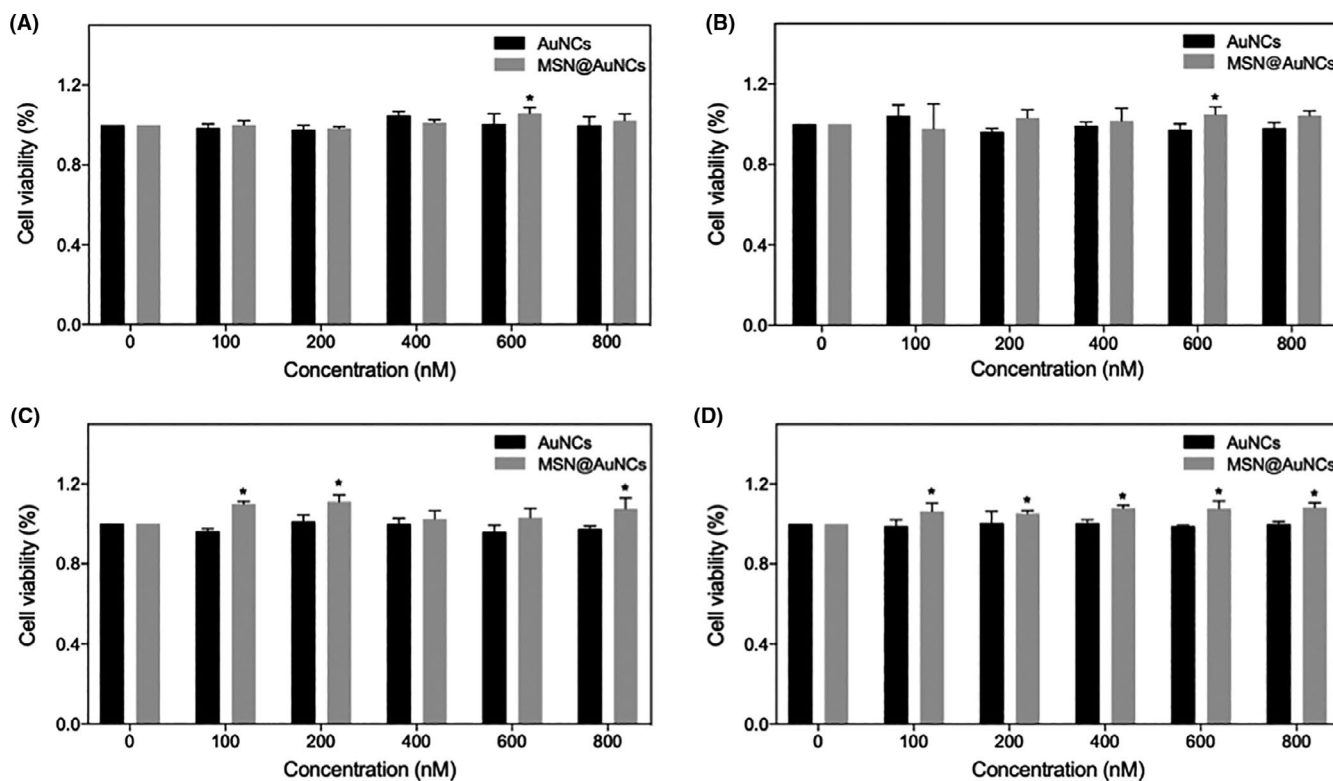 (A)
AuNCs
MSN@AuNCs
1.2
0.8
0.4
0.0
Cell viability (%)
*
0 100 200 400 600 800
Concentration (nM)
(B)
AuNCs
MSN@AuNCs
1.2
0.8
0.4
0.0
Cell viability (%)
*
0 100 200 400 600 800
Concentration (nM)
(C)
AuNCs
MSN@AuNCs
1.2
0.8
0.4
0.0
Cell viability (%)
* * *
0 100 200 400 600 800
Concentration (nM)
(D)
AuNCs
MSN@AuNCs
1.2
0.8
0.4
0.0
Cell viability (%)
* * * * *
0 100 200 400 600 800
Concentration (nM)